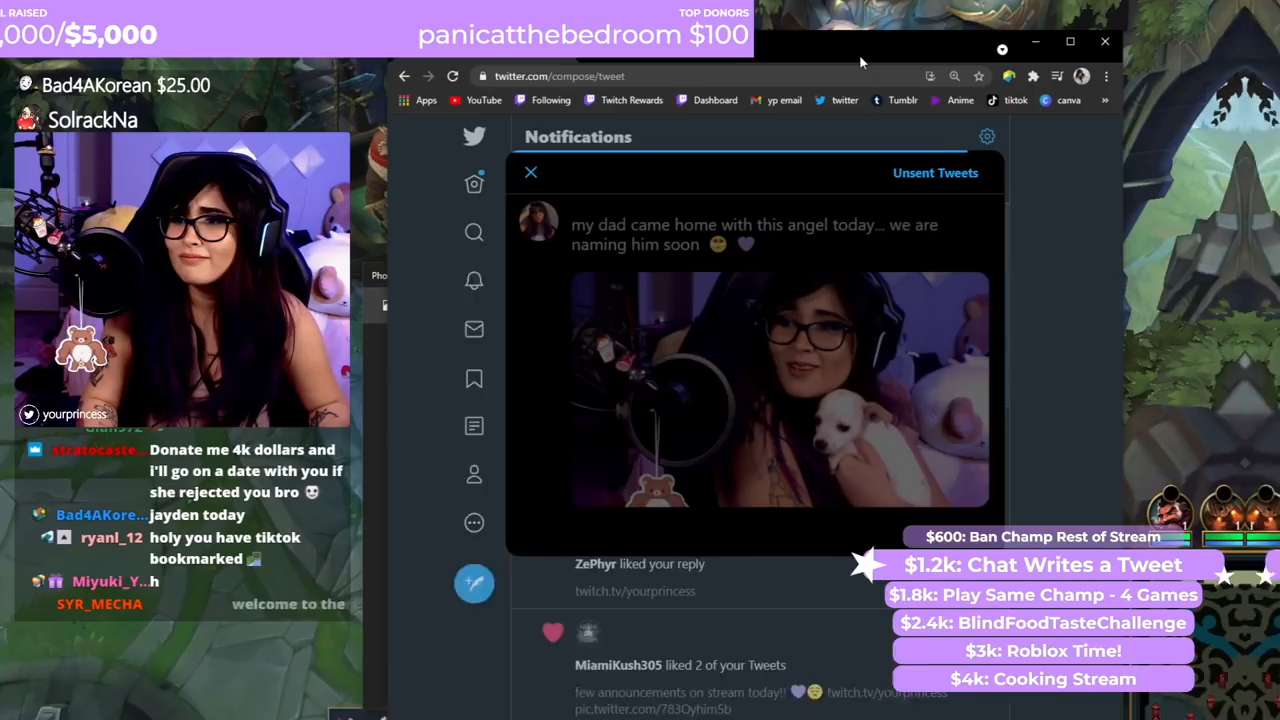 L RAISED
,000/$5,000
TOP DONORS
panicatthebedroom $100
Bad4AKorean $25.00
SolrackNa
yourprincess
stratocaste... Donate me 4k dollars and
i'll go on a date with you if
she rejected you bro
Bad4AKore... jayden today
ryanl_12 holy you have tiktok
bookmarked
Miyuki_Y... h
SYR_MECHA welcome to the
Pho
twitter.com/compose/tweet
Apps YouTube Following Twitch Rewards Dashboard yp email twitter Tumblr Anime tiktok canva »
Notifications
Unsent Tweets
my dad came home with this angel today... we are
naming him soon
ZePhyr liked your reply
twitch.tv/yourprincess
MiamiKush305 liked 2 of your Tweets
few announcements on stream today!! twitch.tv/yourprincess
pic.twitter.com/783Oyhim5b
$600: Ban Champ Rest of Stream
$1.2k: Chat Writes a Tweet
$1.8k: Play Same Champ - 4 Games
$2.4k: BlindFoodTasteChallenge
$3k: Roblox Time!
$4k: Cooking Stream